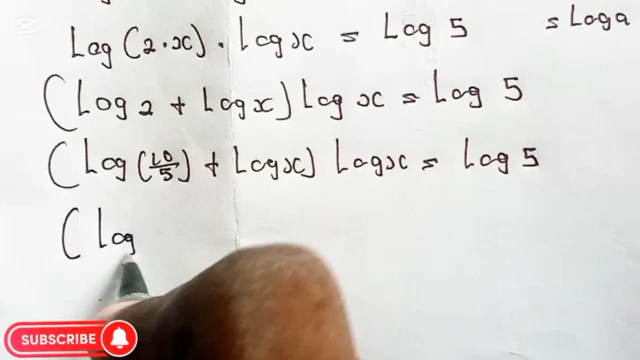 Log (2·x) · Log x = Log 5 = Log a
(Log 2 + Log x) Log x = Log 5
(Log (10/5) + Log x) Log x = Log 5
(Log
SUBSCRIBE